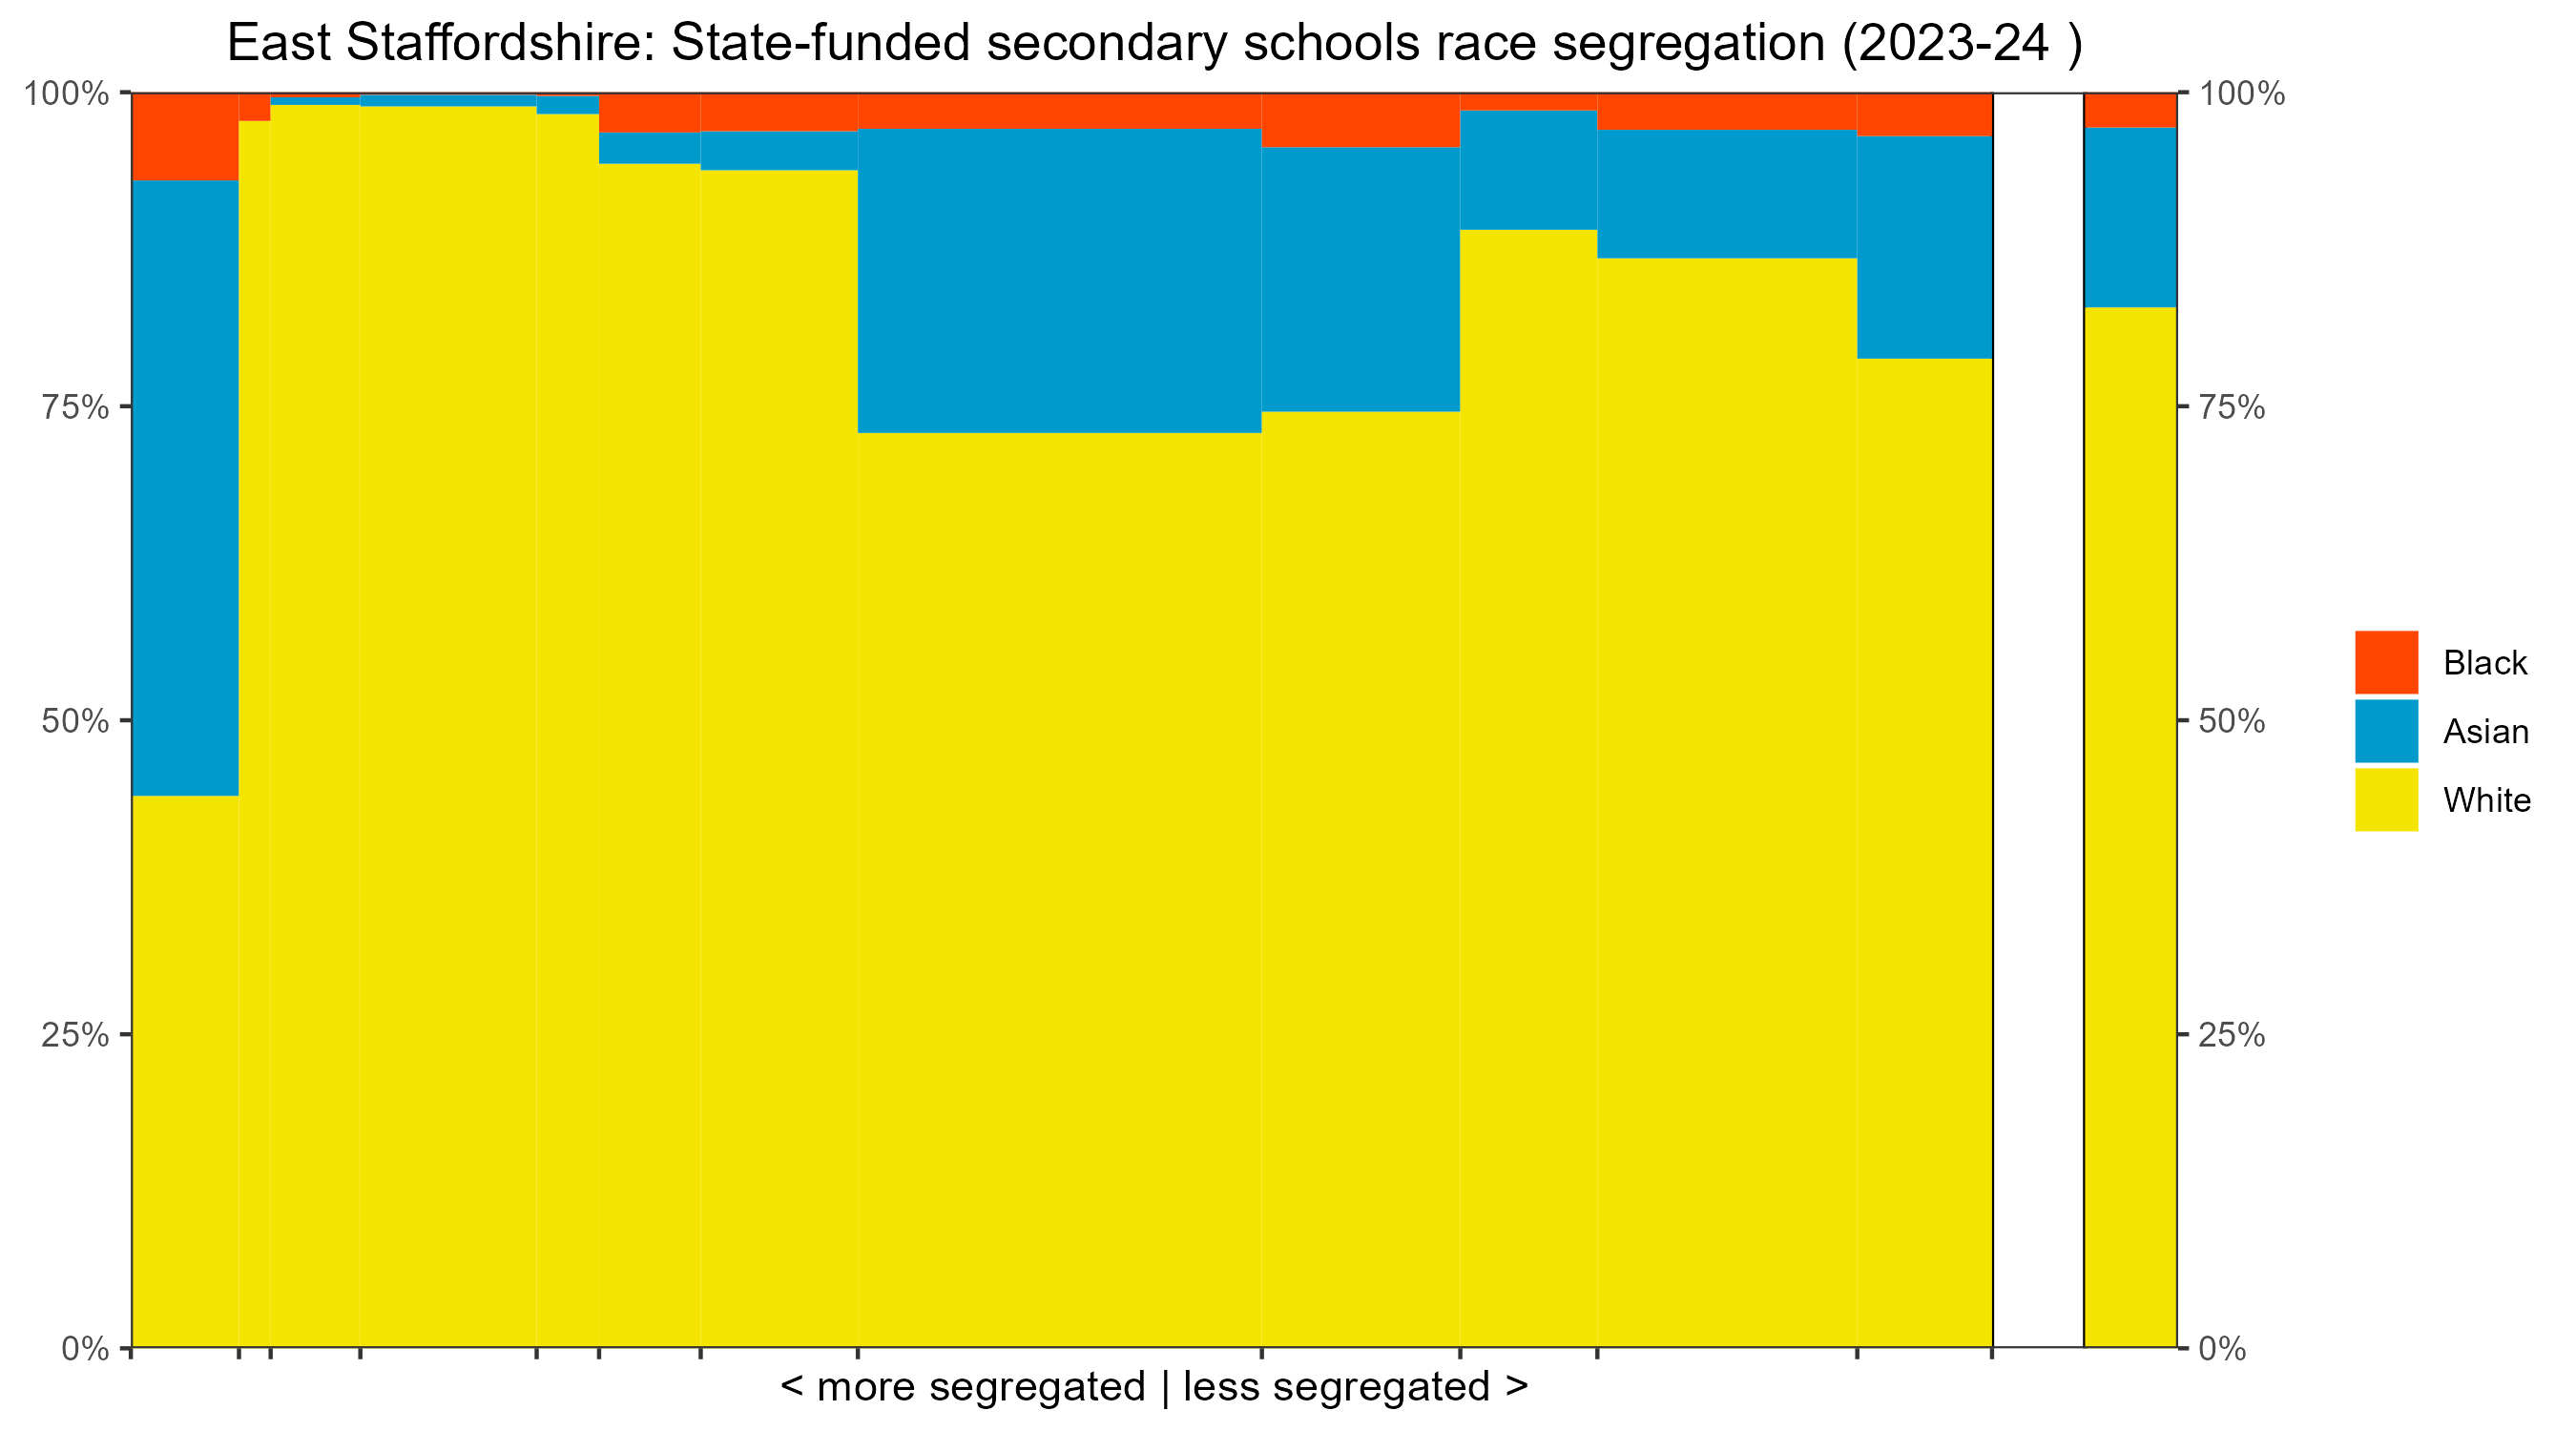 East Staffordshire: State-funded secondary schools race segregation (2023-24 )
100%
75%
50%
25%
0%
100%
75%
50%
25%
0%
Black
Asian
White
< more segregated | less segregated >